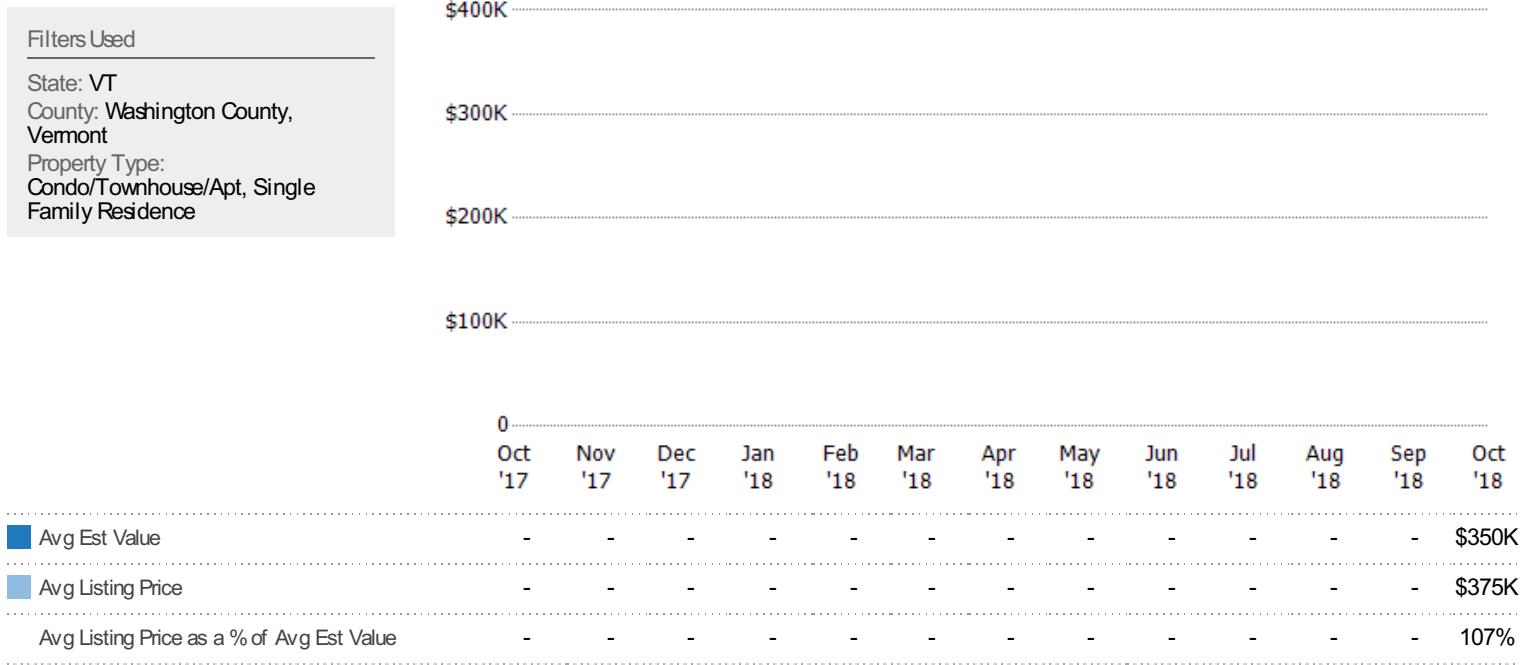 Filters Used
State: VT
County: Washington County,
Vermont
Property Type:
Condo/Townhouse/Apt, Single
Family Residence
$400K
$300K
$200K
$100K
0
Oct Nov Dec Jan Feb Mar Apr May Jun Jul Aug Sep Oct
'17 '17 '17 '18 '18 '18 '18 '18 '18 '18 '18 '18 '18
Avg Est Value - - - - - - - - - - - - $350K
Avg Listing Price - - - - - - - - - - - - $375K
Avg Listing Price as a % of Avg Est Value - - - - - - - - - - - - 107%